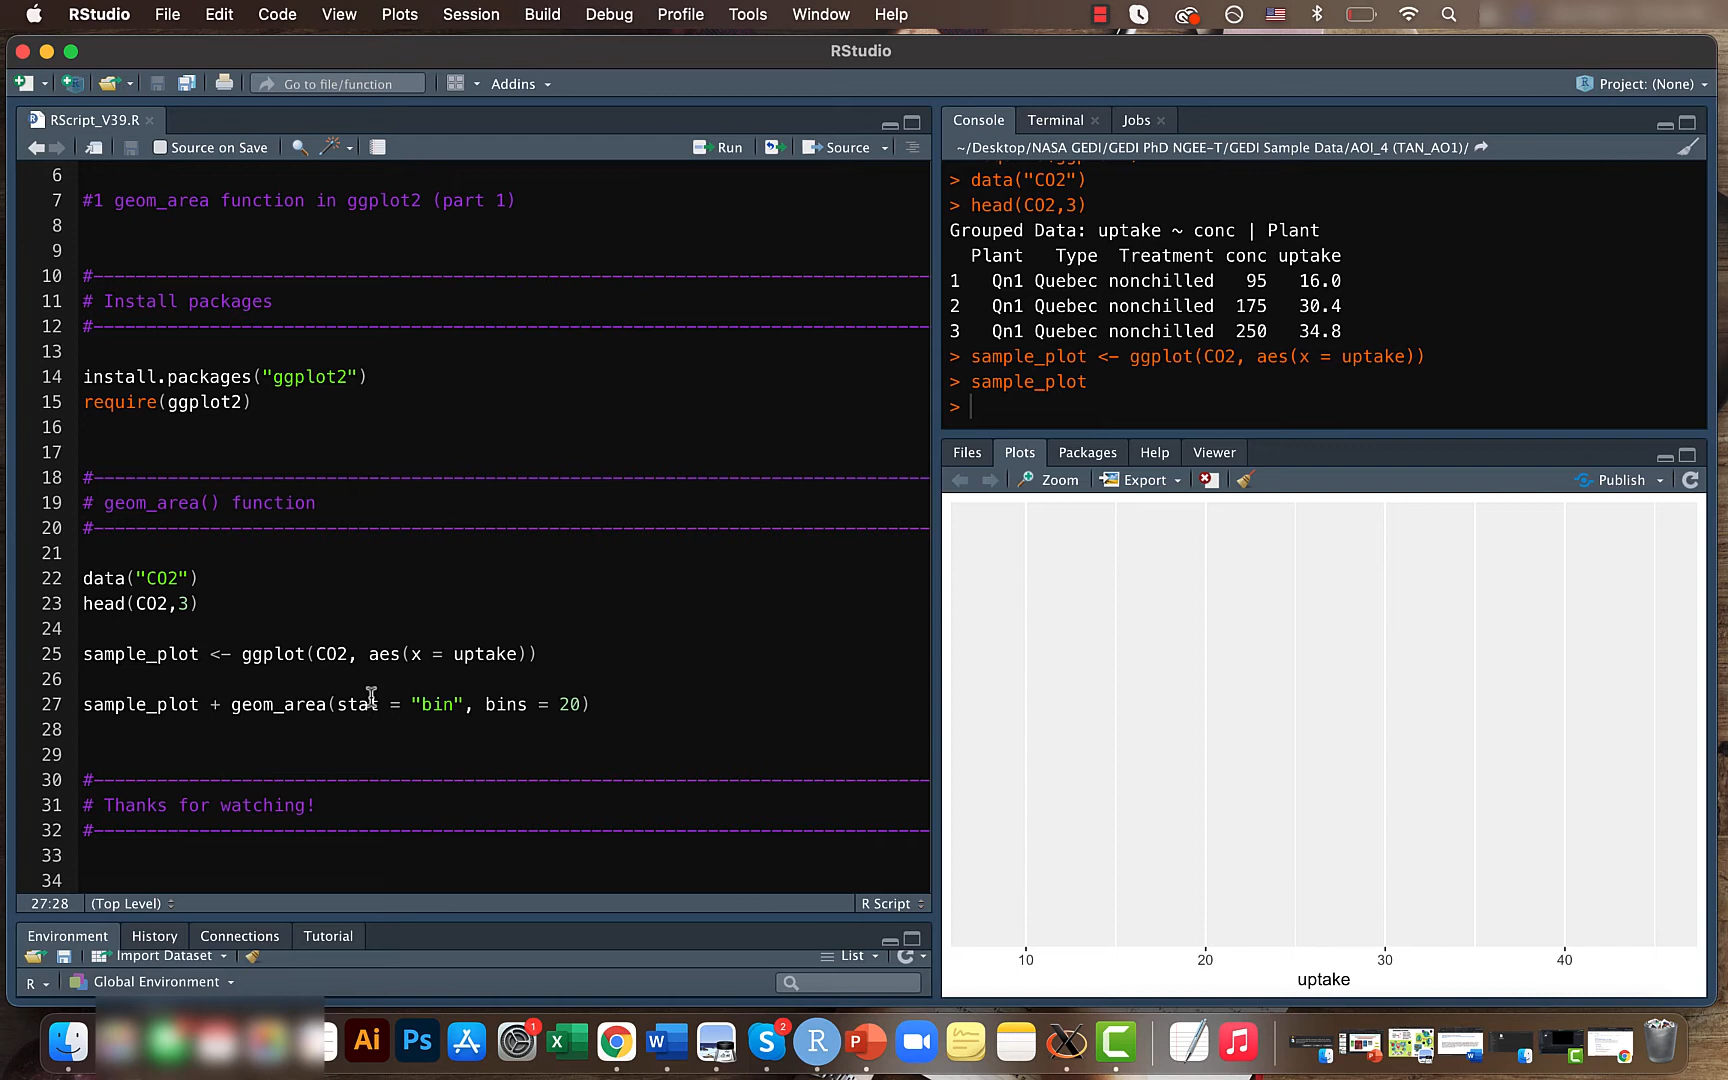 RStudio File Edit Code View Plots Session Build Debug Profile Tools Window Help
RStudio
Go to file/function Addins Project: (None)
RScript_V39.R
Source on Save Run Source
6
7 #1 geom_area function in ggplot2 (part 1)
8
9
10 #--------------------------------------------------------------------------------
11 # Install packages
12 #--------------------------------------------------------------------------------
13
14 install.packages("ggplot2")
15 require(ggplot2)
16
17
18 #--------------------------------------------------------------------------------
19 # geom_area() function
20 #--------------------------------------------------------------------------------
21
22 data("CO2")
23 head(CO2,3)
24
25 sample_plot <- ggplot(CO2, aes(x = uptake))
26
27 sample_plot + geom_area(stat = "bin", bins = 20)
28
29
30 #--------------------------------------------------------------------------------
31 # Thanks for watching!
32 #--------------------------------------------------------------------------------
33
34
27:28 (Top Level) R Script
Environment History Connections Tutorial
Import Dataset List
R Global Environment
Console Terminal Jobs
~/Desktop/NASA GEDI/GEDI PhD NGEE-T/GEDI Sample Data/AOI_4 (TAN_AO1)/
> data("CO2")
> head(CO2,3)
Grouped Data: uptake ~ conc | Plant
Plant Type Treatment conc uptake
1 Qn1 Quebec nonchilled 95 16.0
2 Qn1 Quebec nonchilled 175 30.4
3 Qn1 Quebec nonchilled 250 34.8
> sample_plot <- ggplot(CO2, aes(x = uptake))
> sample_plot
>
Files Plots Packages Help Viewer
Zoom Export Publish
10 20 30 40
uptake
Ai Ps 1 X W S 2 R P C